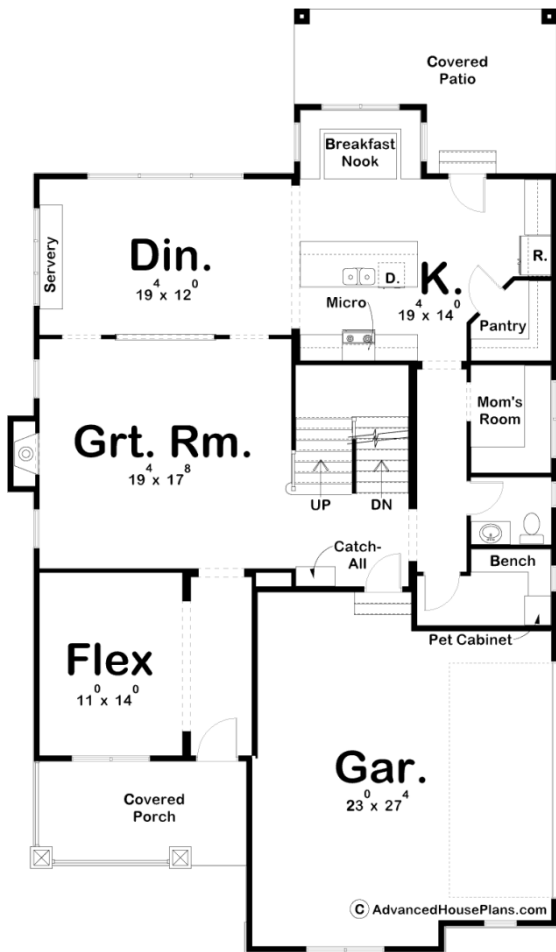 Covered
Patio
Breakfast
Nook
Servery
Din.
19⁴ x 12⁰
D.
K.
19⁴ x 14⁰
R.
Micro
Pantry
Mom's
Room
Grt. Rm.
19⁴ x 17⁸
UP
DN
Catch-
All
Bench
Pet Cabinet
Flex
11⁰ x 14⁰
Gar.
23⁰ x 27⁴
Covered
Porch
© AdvancedHousePlans.com